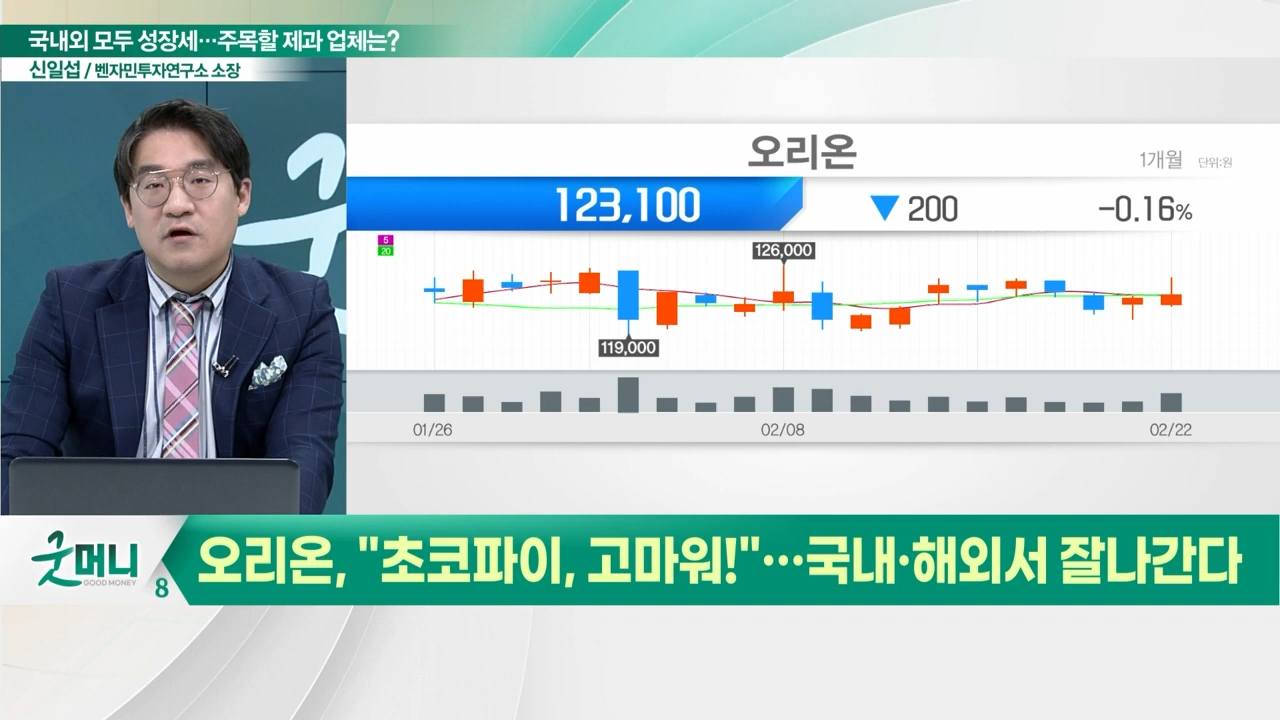 국내외 모두 성장세…주목할 제과 업체는?
신일섭 / 벤자민투자연구소 소장
오리온
1개월 단위:원
123,100 ▼ 200 -0.16%
5
20
126,000
119,000
01/26 02/08 02/22
굿머니
GOOD MONEY
8
오리온, "초코파이, 고마워!"…국내·해외서 잘나간다